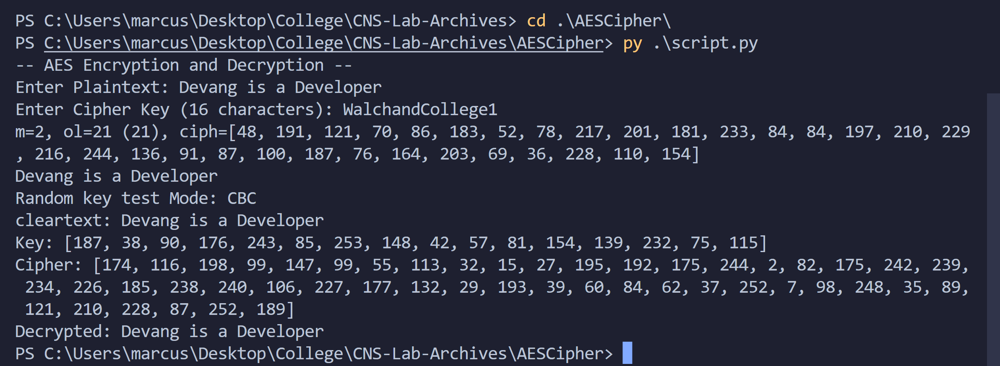 PS C:\Users\marcus\Desktop\College\CNS-Lab-Archives> cd .\AESCipher\
PS C:\Users\marcus\Desktop\College\CNS-Lab-Archives\AESCipher> py .\script.py
-- AES Encryption and Decryption --
Enter Plaintext: Devang is a Developer
Enter Cipher Key (16 characters): WalchandCollege1
m=2, ol=21 (21), ciph=[48, 191, 121, 70, 86, 183, 52, 78, 217, 201, 181, 233, 84, 84, 197, 210, 229
, 216, 244, 136, 91, 87, 100, 187, 76, 164, 203, 69, 36, 228, 110, 154]
Devang is a Developer
Random key test Mode: CBC
cleartext: Devang is a Developer
Key: [187, 38, 90, 176, 243, 85, 253, 148, 42, 57, 81, 154, 139, 232, 75, 115]
Cipher: [174, 116, 198, 99, 147, 99, 55, 113, 32, 15, 27, 195, 192, 175, 244, 2, 82, 175, 242, 239,
 234, 226, 185, 238, 240, 106, 227, 177, 132, 29, 193, 39, 60, 84, 62, 37, 252, 7, 98, 248, 35, 89,
 121, 210, 228, 87, 252, 189]
Decrypted: Devang is a Developer
PS C:\Users\marcus\Desktop\College\CNS-Lab-Archives\AESCipher>